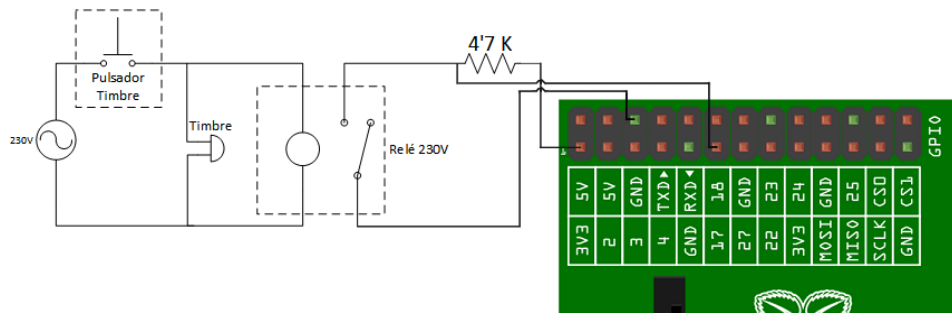 4'7 K
Pulsador
Timbre
230V
Timbre
Relé 230V
GPIO
5V 5V GND TXD▶ RXD◀ 18 GND 23 24 GND 25 CS0 CS1
3V3 2 3 4 GND 17 27 22 3V3 MOSI MISO SCLK GND